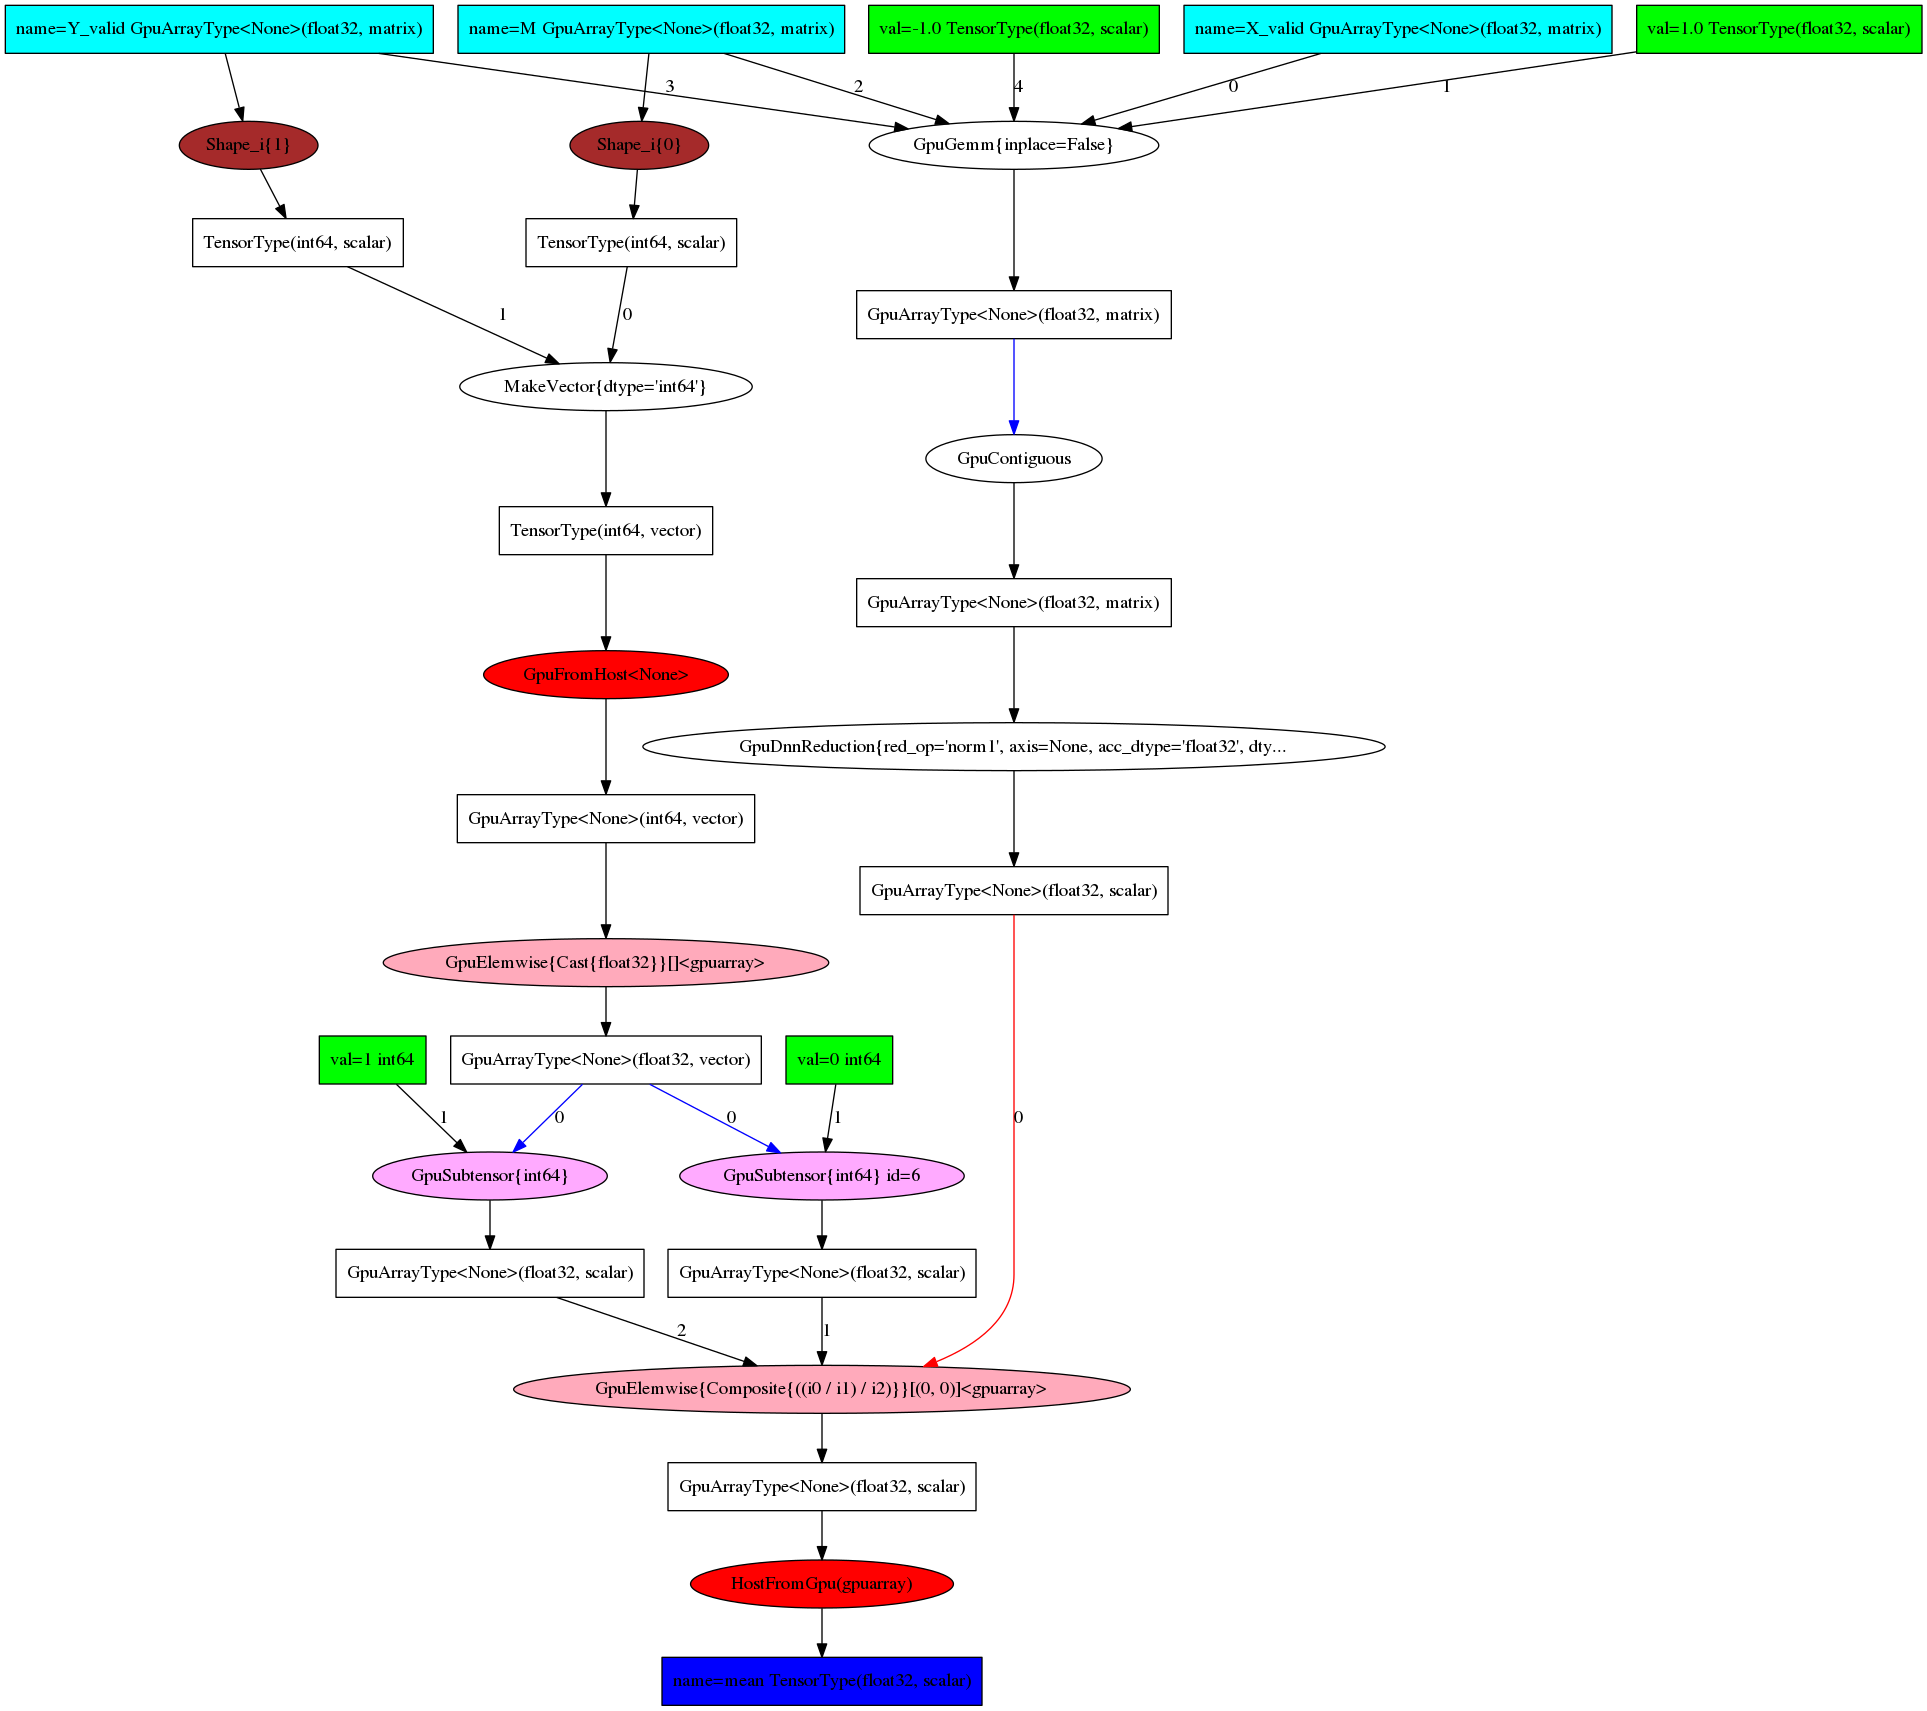 name=Y_valid GpuArrayType<None>(float32, matrix)
name=M GpuArrayType<None>(float32, matrix)
val=-1.0 TensorType(float32, scalar)
name=X_valid GpuArrayType<None>(float32, matrix)
val=1.0 TensorType(float32, scalar)
3
2
4
0
1
Shape_i{1}
Shape_i{0}
GpuGemm{inplace=False}
TensorType(int64, scalar)
TensorType(int64, scalar)
1
0
GpuArrayType<None>(float32, matrix)
MakeVector{dtype='int64'}
GpuContiguous
TensorType(int64, vector)
GpuArrayType<None>(float32, matrix)
GpuFromHost<None>
GpuDnnReduction{red_op='norm1', axis=None, acc_dtype='float32', dty...
GpuArrayType<None>(int64, vector)
GpuArrayType<None>(float32, scalar)
GpuElemwise{Cast{float32}}[]<gpuarray>
val=1 int64
GpuArrayType<None>(float32, vector)
val=0 int64
1
0
0
1
0
GpuSubtensor{int64}
GpuSubtensor{int64} id=6
GpuArrayType<None>(float32, scalar)
GpuArrayType<None>(float32, scalar)
2
1
GpuElemwise{Composite{((i0 / i1) / i2)}}[(0, 0)]<gpuarray>
GpuArrayType<None>(float32, scalar)
HostFromGpu(gpuarray)
name=mean TensorType(float32, scalar)